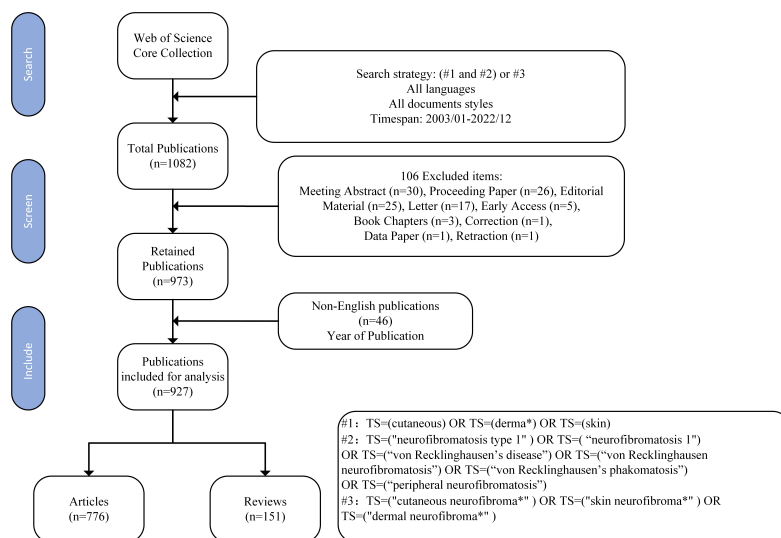 Search
Web of Science
Core Collection
Search strategy: (#1 and #2) or #3
All languages
All documents styles
Timespan: 2003/01-2022/12
Total Publications
(n=1082)
Screen
106 Excluded items:
Meeting Abstract (n=30), Proceeding Paper (n=26), Editorial
Material (n=25), Letter (n=17), Early Access (n=5),
Book Chapters (n=3), Correction (n=1),
Data Paper (n=1), Retraction (n=1)
Retained
Publications
(n=973)
Include
Non-English publications
(n=46)
Year of Publication
Publications
included for analysis
(n=927)
Articles
(n=776)
Reviews
(n=151)
#1：TS=(cutaneous) OR TS=(derma*) OR TS=(skin)
#2：TS=("neurofibromatosis type 1" ) OR TS=( “neurofibromatosis 1")
OR TS=(“von Recklinghausen’s disease”) OR TS=(“von Recklinghausen
neurofibromatosis”) OR TS=(“von Recklinghausen’s phakomatosis”)
OR TS=(“peripheral neurofibromatosis”)
#3：TS=("cutaneous neurofibroma*" ) OR TS=("skin neurofibroma*" ) OR
TS=("dermal neurofibroma*" )